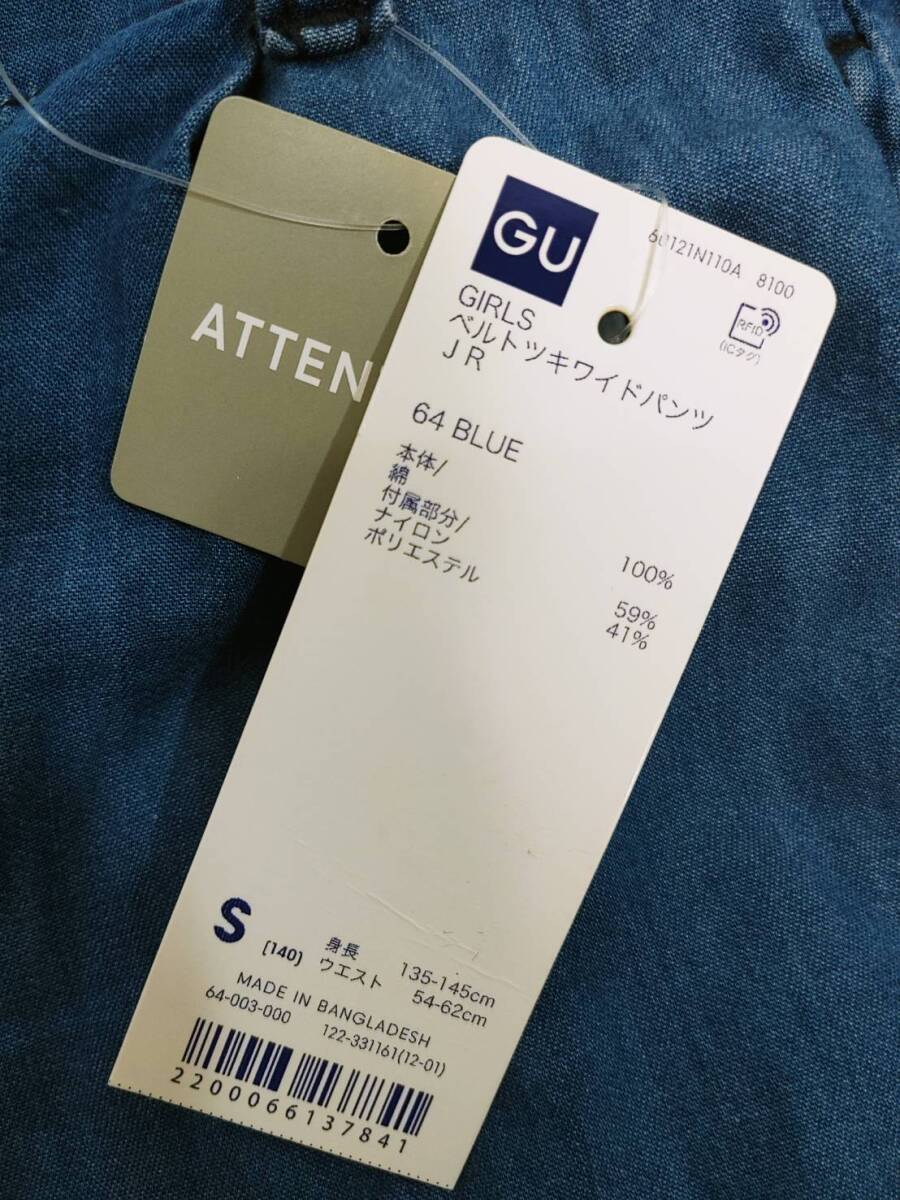 ATTEN
GU
60121N110A 8100
RFID
(ICタグ)
GIRLS
ベルトツキワイドパンツ
JR
64 BLUE
本体/
綿 100%
付属部分/
ナイロン 59%
ポリエステル 41%
S [140] 身長 135-145cm
ウエスト 54-62cm
MADE IN BANGLADESH
64-003-000 122-331161(12-01)
2200066137841